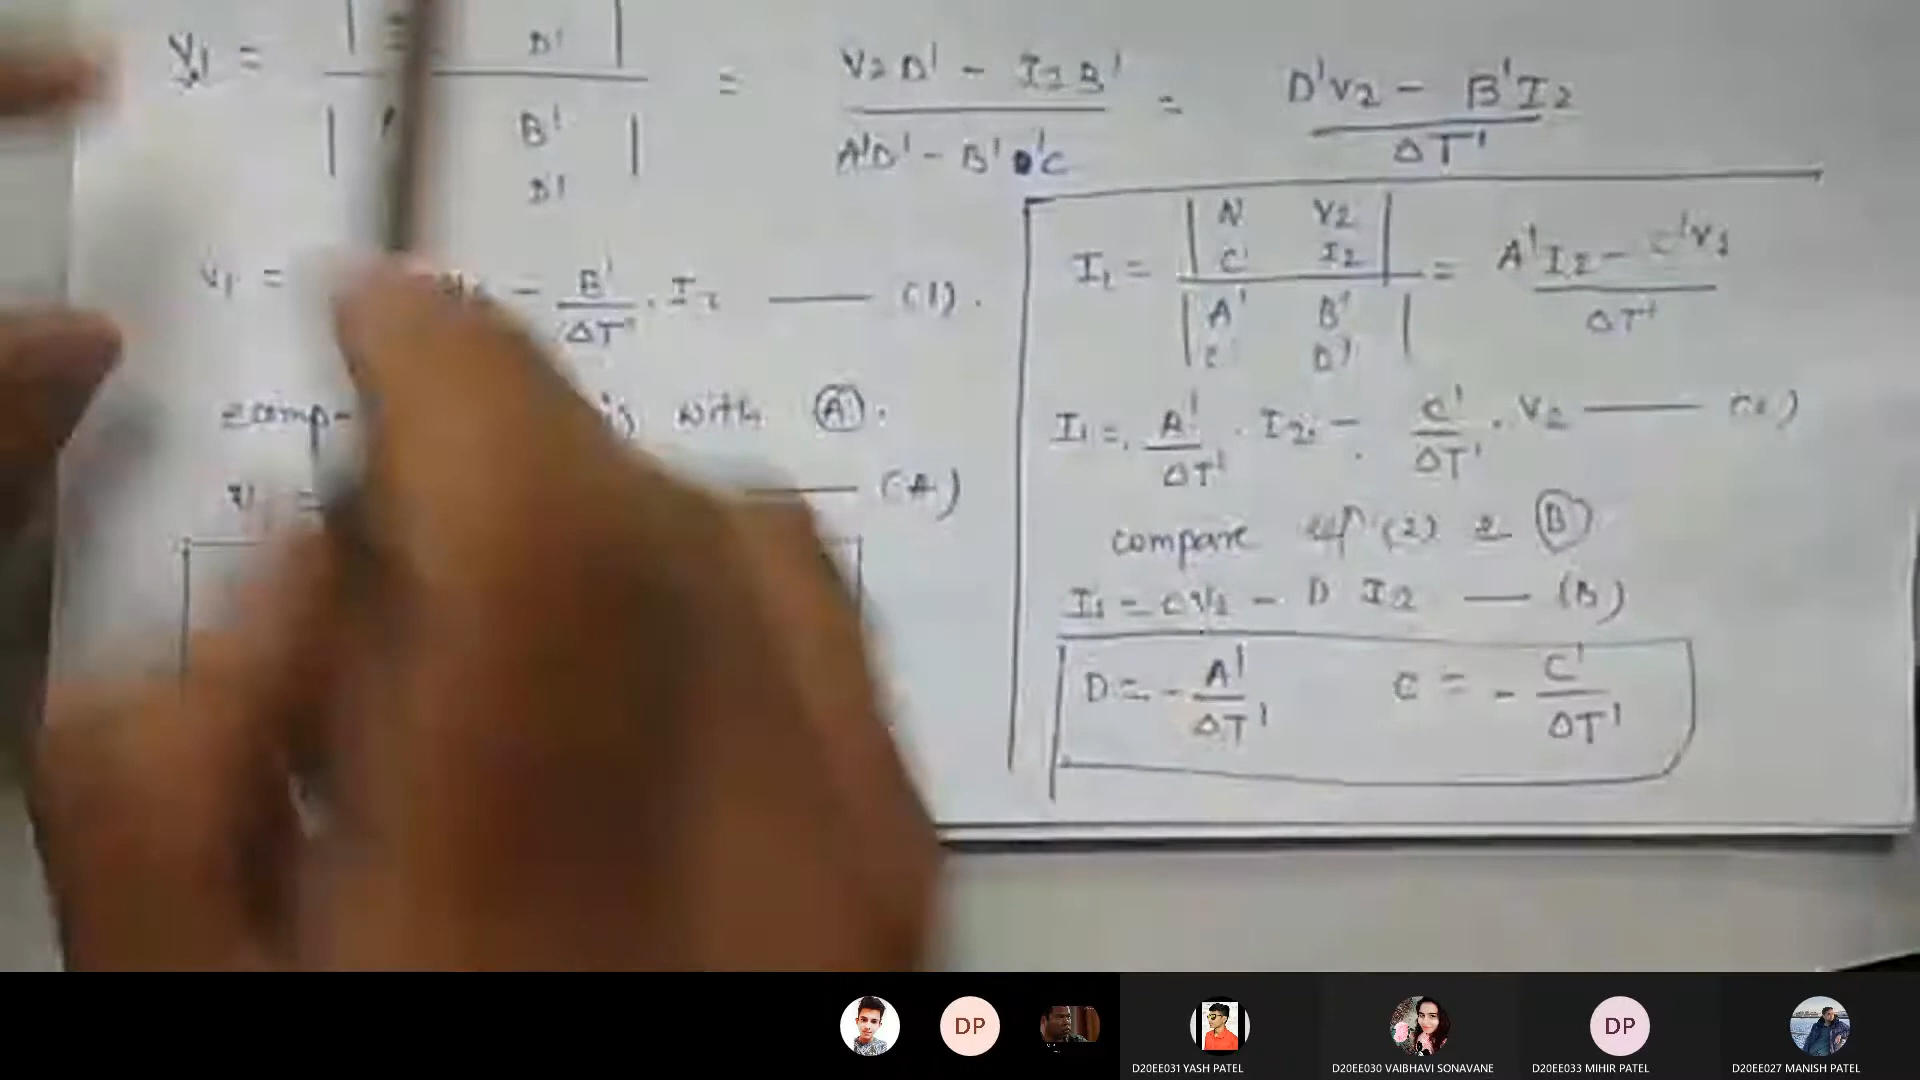 V1 =
D'
B'
D'
= V2D' - I2B' / A'D' - B'C = D'V2 - B'I2 / ΔT'
V1 =
- B'/ΔT' . I2 —— (1).
with (A).
—— (A)
I1 = | A' V2
C' I2 |
| A' B'
C' D' |
= A'I2 - C'V2 / ΔT'
I1 = A'/ΔT' . I2 - C'/ΔT' . V2 —— (2)
compare (2) & (B)
I1 = CV2 - D I2 —— (B)
D = - A'/ΔT' C = - C'/ΔT'
DP
DP
D20EE031 YASH PATEL
D20EE030 VAIBHAVI SONAVANE
D20EE033 MIHIR PATEL
D20EE027 MANISH PATEL